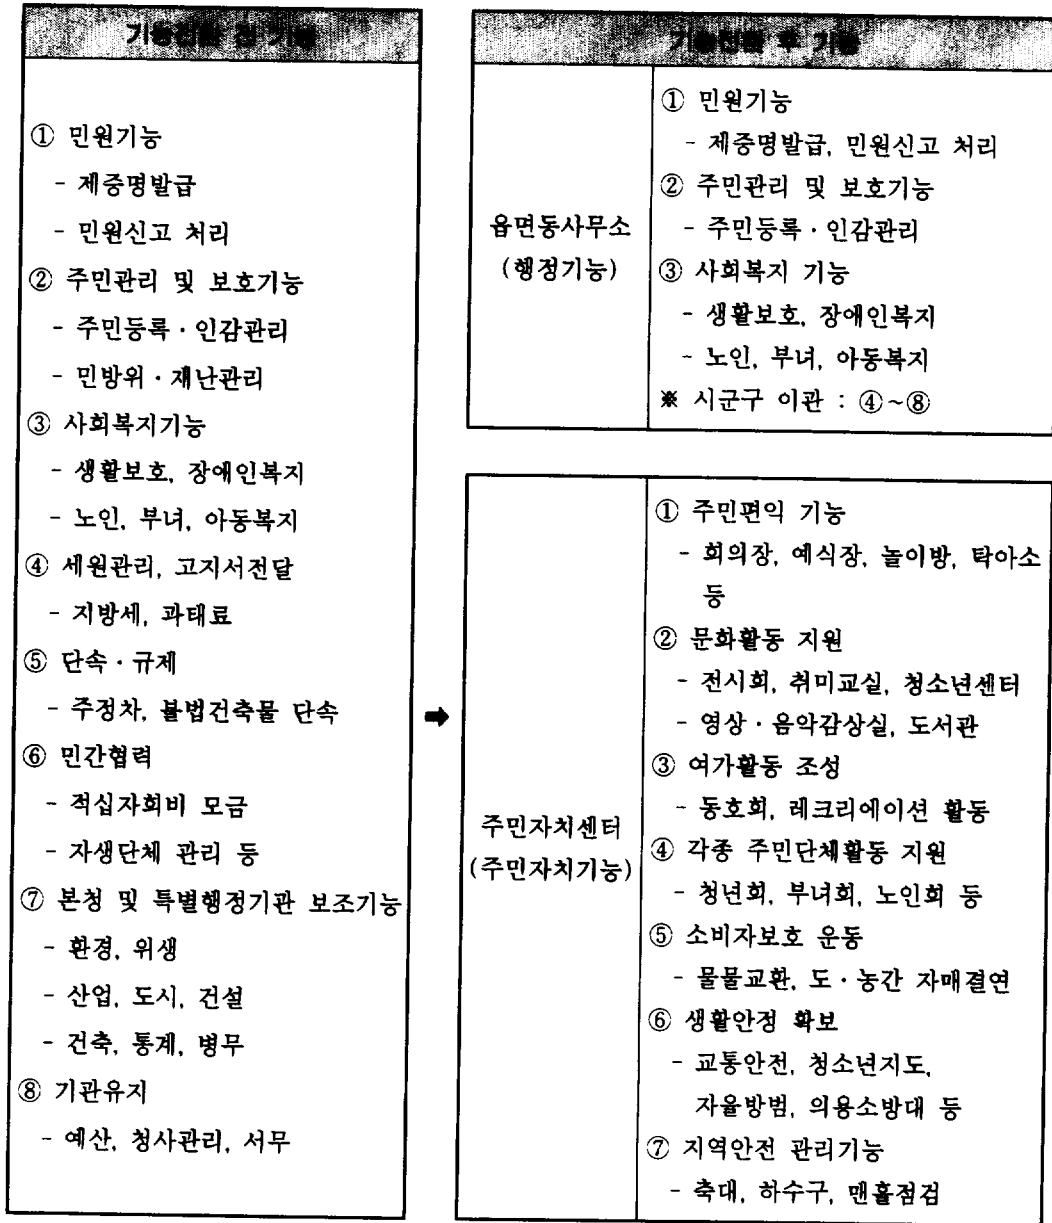 기능전환 전 기능
① 민원기능
- 제증명발급
- 민원신고 처리
② 주민관리 및 보호기능
- 주민등록·인감관리
- 민방위·재난관리
③ 사회복지기능
- 생활보호, 장애인복지
- 노인, 부녀, 아동복지
④ 세원관리, 고지서전달
- 지방세, 과태료
⑤ 단속·규제
- 주정차, 불법건축물 단속
⑥ 민간협력
- 적십자회비 모금
- 자생단체 관리 등
⑦ 본청 및 특별행정기관 보조기능
- 환경, 위생
- 산업, 도시, 건설
- 건축, 통계, 병무
⑧ 기관유지
- 예산, 청사관리, 서무
➡
기능전환 후 기능
읍면동사무소
(행정기능)
① 민원기능
- 제증명발급, 민원신고 처리
② 주민관리 및 보호기능
- 주민등록·인감관리
③ 사회복지 기능
- 생활보호, 장애인복지
- 노인, 부녀, 아동복지
※ 시군구 이관 : ④~⑧
주민자치센터
(주민자치기능)
① 주민편익 기능
- 회의장, 예식장, 놀이방, 탁아소
등
② 문화활동 지원
- 전시회, 취미교실, 청소년센터
- 영상·음악감상실, 도서관
③ 여가활동 조성
- 동호회, 레크리에이션 활동
④ 각종 주민단체활동 지원
- 청년회, 부녀회, 노인회 등
⑤ 소비자보호 운동
- 물물교환, 도·농간 자매결연
⑥ 생활안정 확보
- 교통안전, 청소년지도,
자율방범, 의용소방대 등
⑦ 지역안전 관리기능
- 축대, 하수구, 맨홀점검